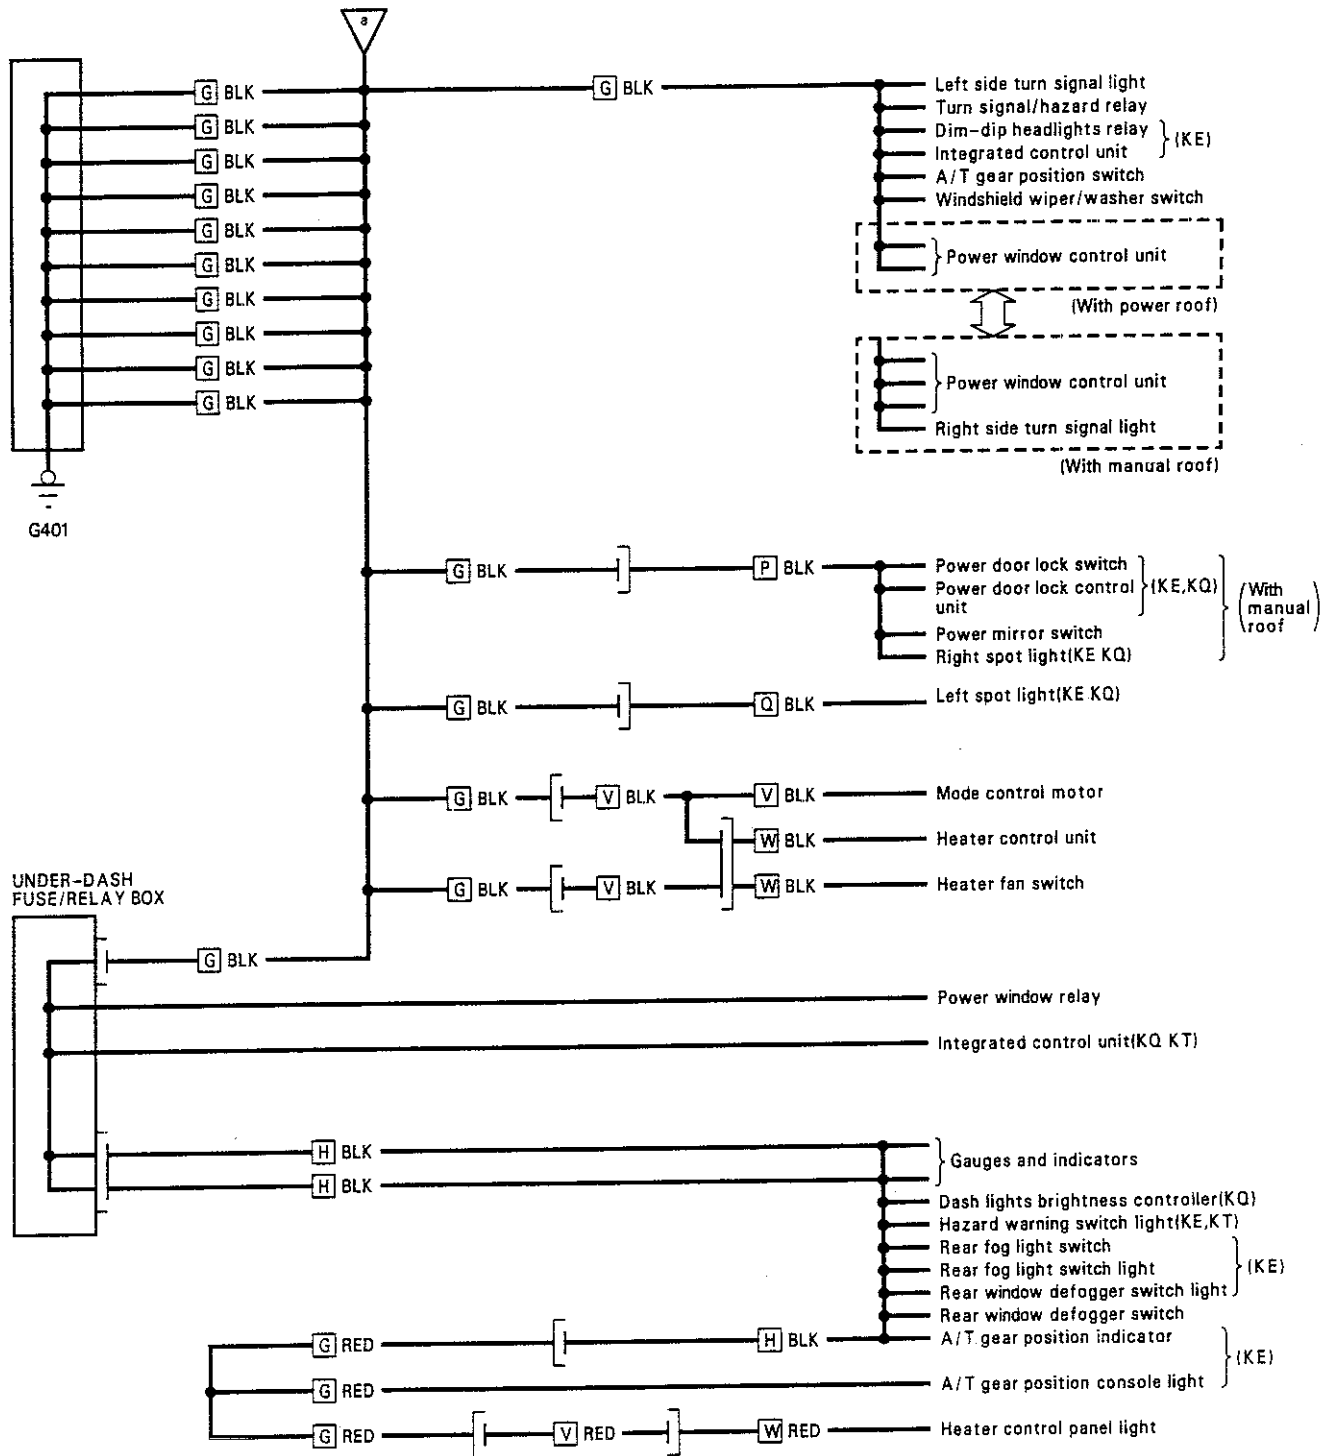 a
G BLK G BLK Left side turn signal light
G BLK Turn signal/hazard relay
Dim-dip headlights relay (KE)
G BLK Integrated control unit
A/T gear position switch
G BLK Windshield wiper/washer switch
G BLK
Power window control unit
G BLK
G BLK (With power roof)
G BLK
G BLK Power window control unit
G BLK
Right side turn signal light
(With manual roof)
G401
G BLK P BLK Power door lock switch
Power door lock control (KE,KQ) (With
unit manual
Power mirror switch roof)
Right spot light(KE KQ)
G BLK Q BLK Left spot light(KE KQ)
G BLK V BLK V BLK Mode control motor
W BLK Heater control unit
G BLK V BLK W BLK Heater fan switch
UNDER-DASH
FUSE/RELAY BOX
G BLK
Power window relay
Integrated control unit(KQ KT)
H BLK
Gauges and indicators
H BLK
Dash lights brightness controller(KQ)
Hazard warning switch light(KE,KT)
Rear fog light switch
Rear fog light switch light (KE)
Rear window defogger switch light
Rear window defogger switch
G RED H BLK A/T gear position indicator
(KE)
G RED A/T gear position console light
G RED V RED W RED Heater control panel light